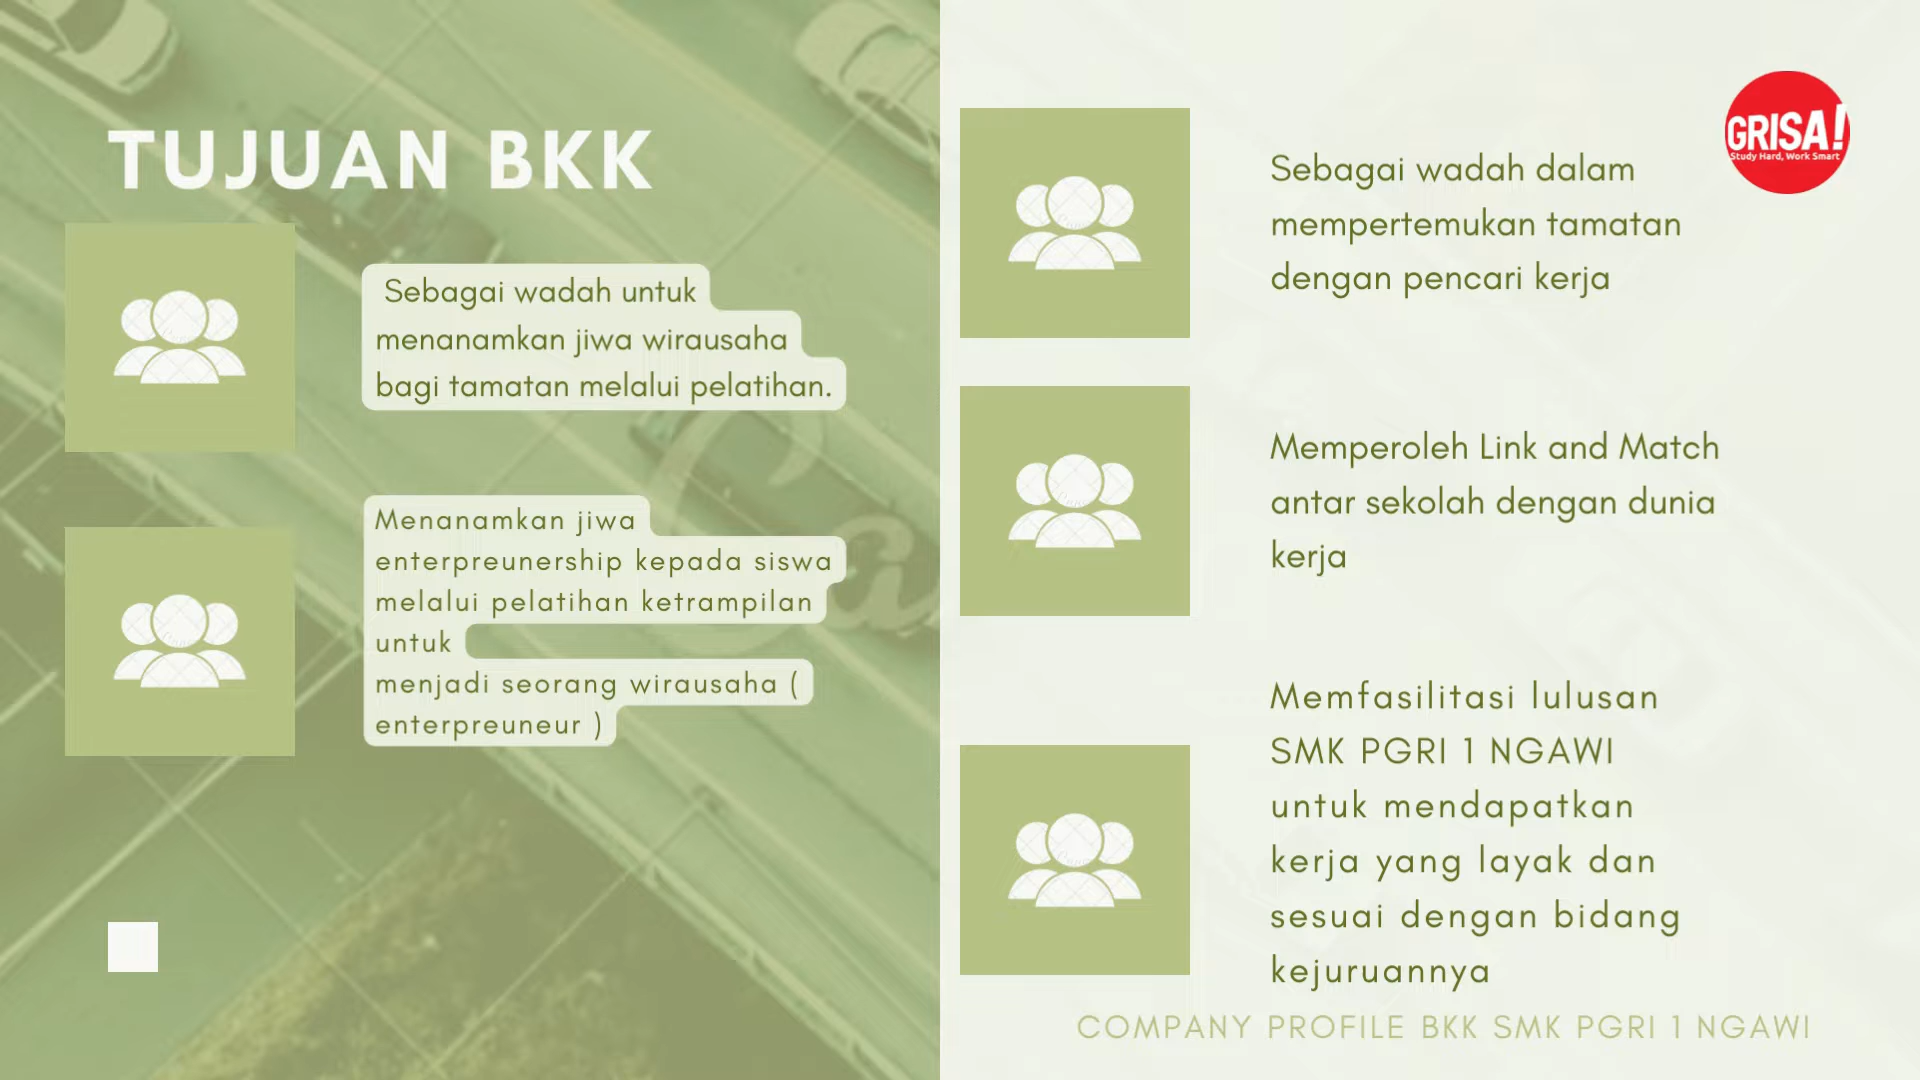 TUJUAN BKK
Sebagai wadah untuk
menanamkan jiwa wirausaha
bagi tamatan melalui pelatihan.
Menanamkan jiwa
enterpreunership kepada siswa
melalui pelatihan ketrampilan
untuk
menjadi seorang wirausaha (
enterpreuneur )
GRISA!
Study Hard, Work Smart
Sebagai wadah dalam
mempertemukan tamatan
dengan pencari kerja
Memperoleh Link and Match
antar sekolah dengan dunia
kerja
Memfasilitasi lulusan
SMK PGRI 1 NGAWI
untuk mendapatkan
kerja yang layak dan
sesuai dengan bidang
kejuruannya
COMPANY PROFILE BKK SMK PGRI 1 NGAWI